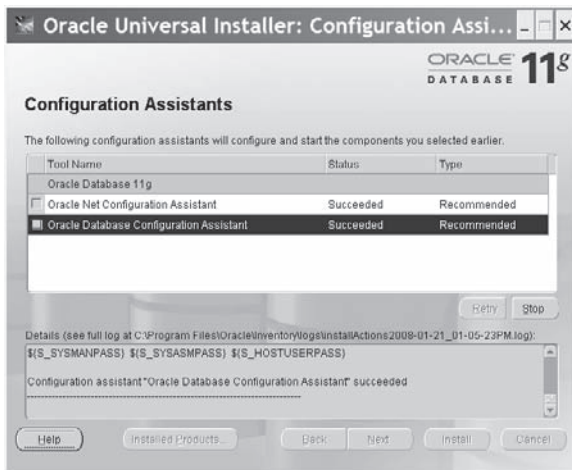 Oracle Universal Installer: Configuration Assi...
ORACLE
DATABASE 11g
Configuration Assistants
The following configuration assistants will configure and start the components you selected earlier.
Tool Name Status Type
Oracle Database 11g
Oracle Net Configuration Assistant Succeeded Recommended
Oracle Database Configuration Assistant Succeeded Recommended
Retry Stop
Details (see full log at C:\Program Files\Oracle\Inventory\logs\installActions2008-01-21_01-05-23PM.log):
$(S_SYSMANPASS) $(S_SYSASMPASS) $(S_HOSTUSERPASS)
Configuration assistant "Oracle Database Configuration Assistant" succeeded
-----------------------------------------------------------------------------
Help Installed Products... Back Next Install Cancel